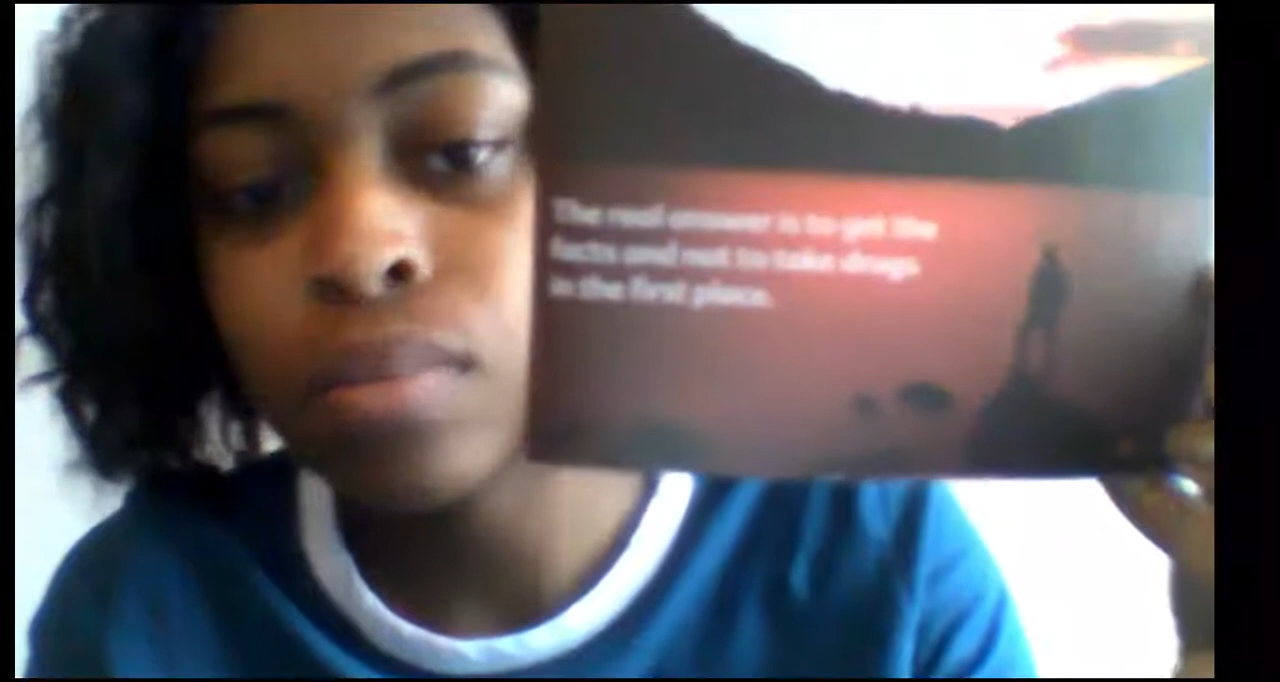 The real answer is to get the
facts and not to take drugs
in the first place.